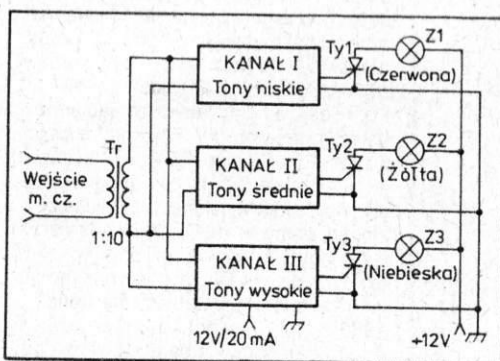 KANAŁ I
Tony niskie
Ty1
Z1
(Czerwona)
Tr
Wejście
m. cz.
1:10
KANAŁ II
Tony średnie
Ty2
Z2
(Żółta)
KANAŁ III
Tony wysokie
Ty3
Z3
(Niebieska)
12V/20 mA
+12V